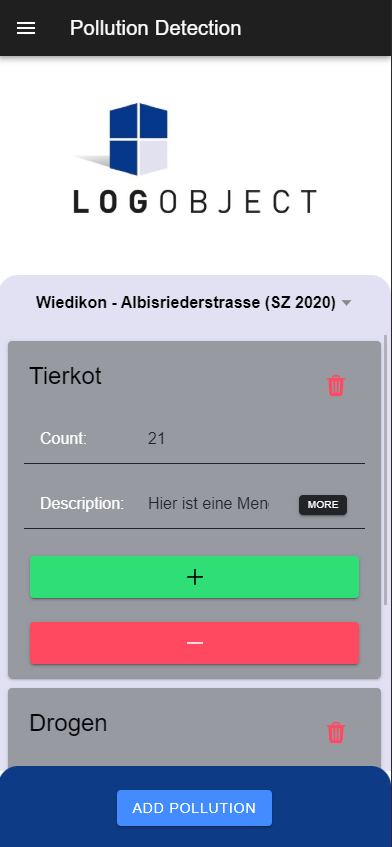 Pollution Detection
LOGOBJECT
Wiedikon - Albisriederstrasse (SZ 2020)
Tierkot
Count: 21
Description: Hier ist eine Men
MORE
Drogen
ADD POLLUTION